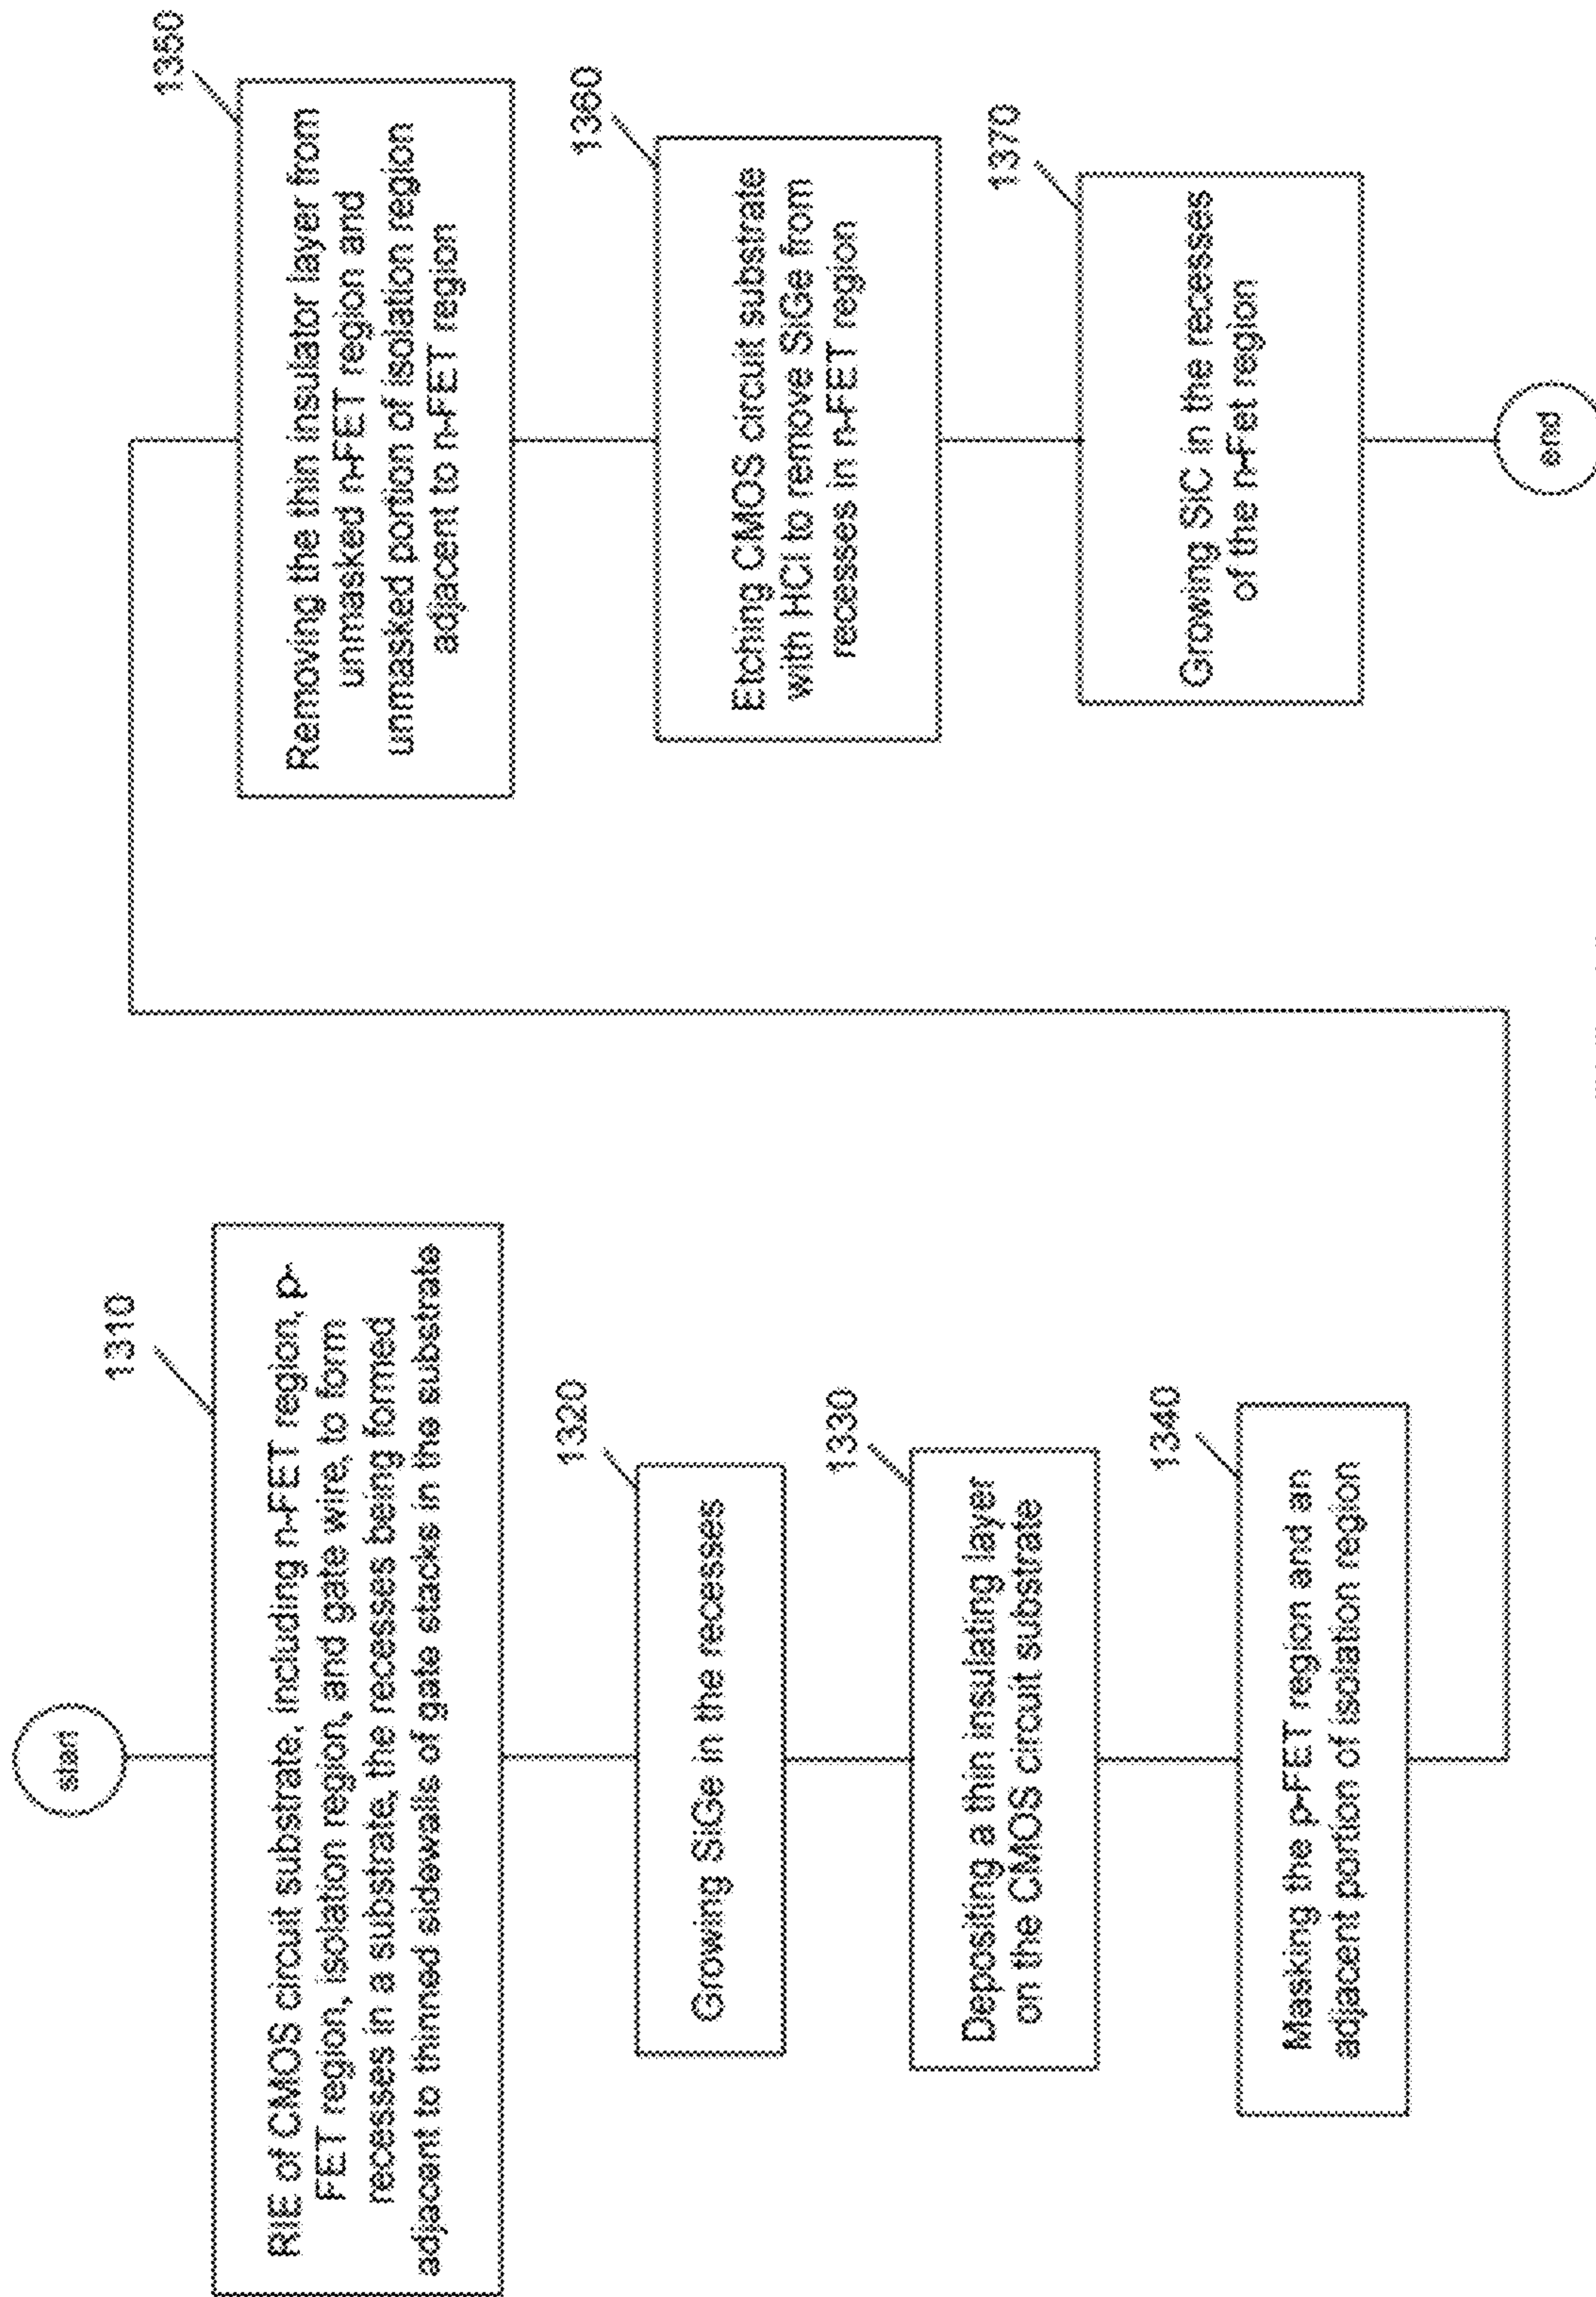 start
1310
RIE of CMOS circuit substrate, including n-FET region, p-
FET region, isolation region, and gate wire, to form
recesses in a substrate, the recesses being formed
adjacent to thinned sidewalls of gate stacks in the substrate
1320
Growing SiGe in the recesses
1330
Depositing a thin insulating layer
on the CMOS circuit substrate
1340
Masking the p-FET region and an
adjacent portion of isolation region
1350
Removing the thin insulator layer from
unmasked n-FET region and
unmasked portion of isolation region
adjacent to n-FET region
1360
Etching CMOS circuit substrate
with HCl to remove SiGe from
recesses in n-FET region
1370
Growing SiC in the recesses
of the n-Fet region
end